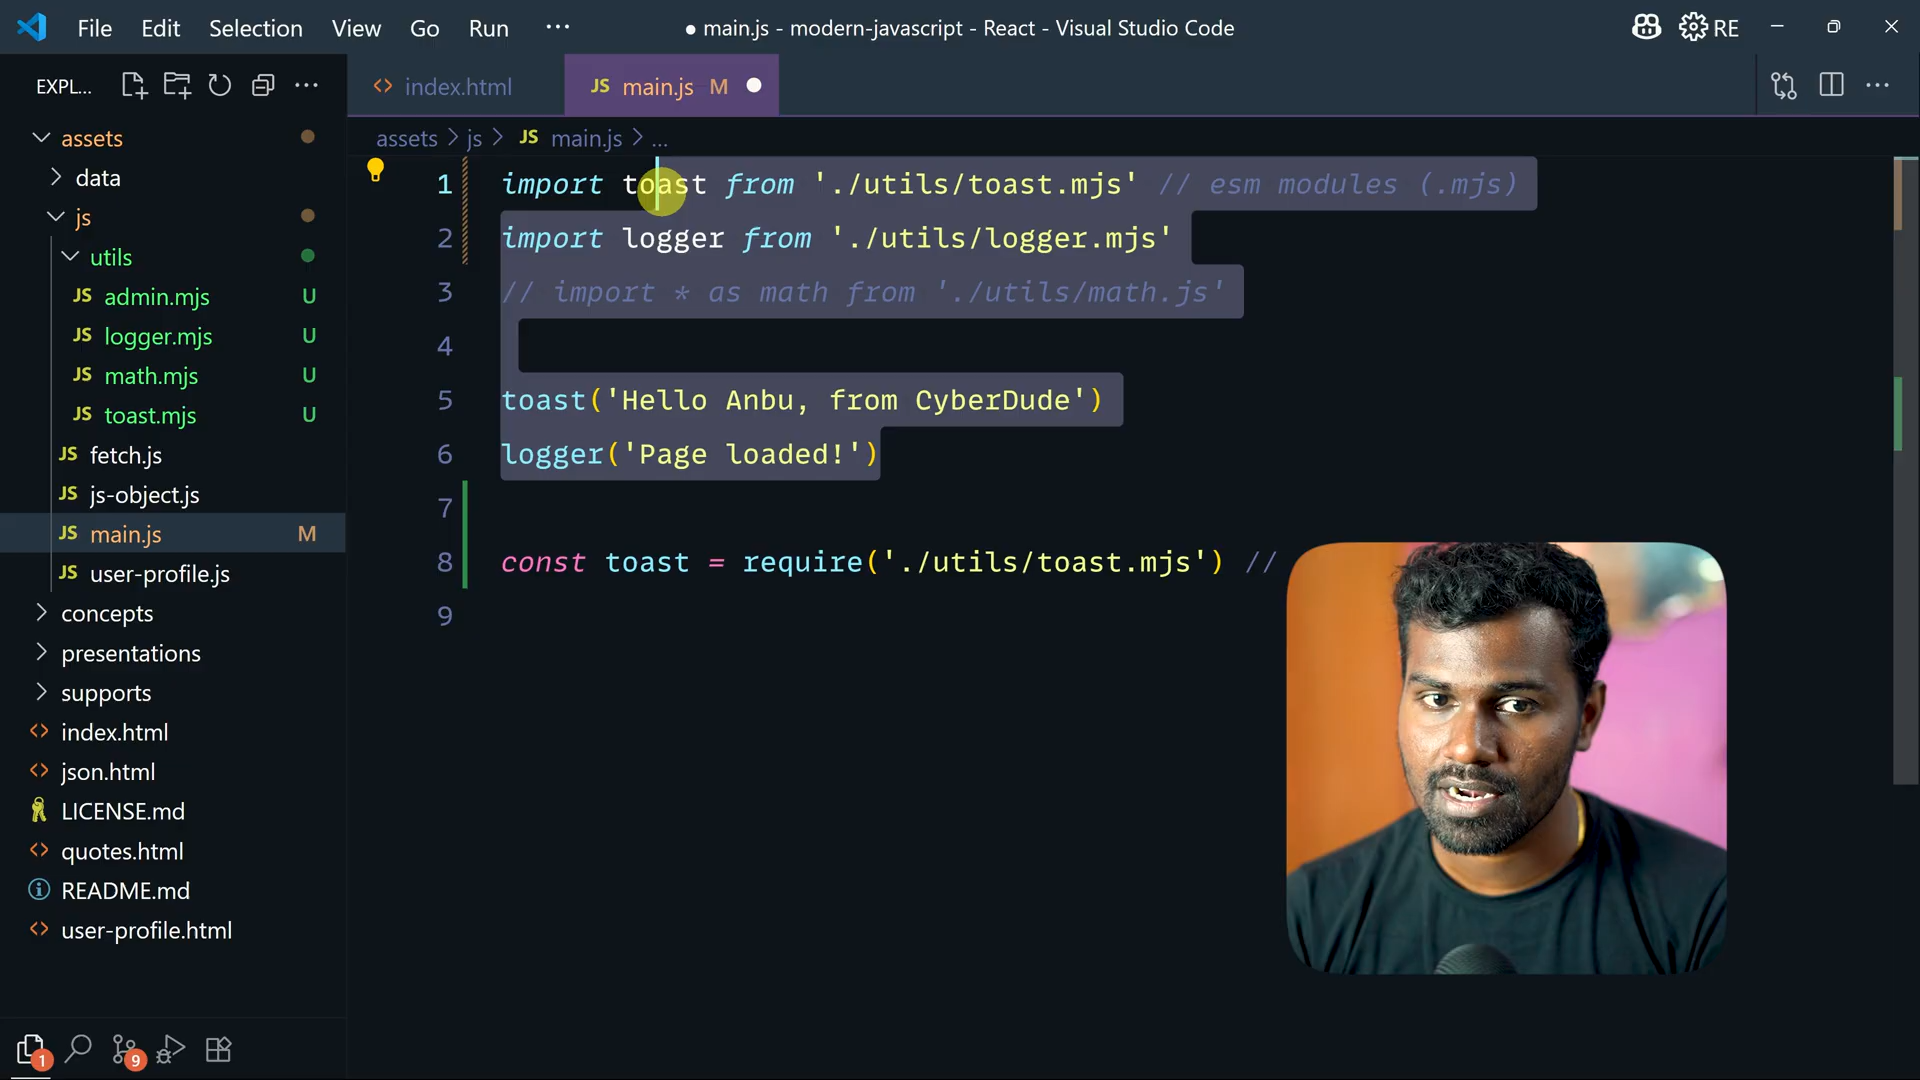 File Edit Selection View Go Run ··· ● main.js - modern-javascript - React - Visual Studio Code RE
EXPL...
index.html
JS main.js M
assets > js > JS main.js > ...
assets
data
js
utils
JS admin.mjs U
JS logger.mjs U
JS math.mjs U
JS toast.mjs U
JS fetch.js
JS js-object.js
JS main.js M
JS user-profile.js
concepts
presentations
supports
index.html
json.html
LICENSE.md
quotes.html
README.md
user-profile.html
1 import toast from './utils/toast.mjs' // esm modules (.mjs)
2 import logger from './utils/logger.mjs'
3 // import * as math from './utils/math.js'
4
5 toast('Hello Anbu, from CyberDude')
6 logger('Page loaded!')
7
8 const toast = require('./utils/toast.mjs') //
9
1
9